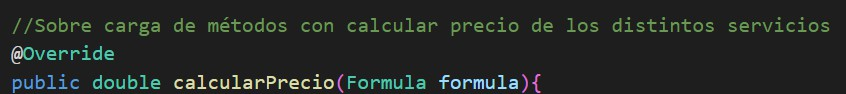 //Sobre carga de métodos con calcular precio de los distintos servicios
@Override
public double calcularPrecio(Formula formula){